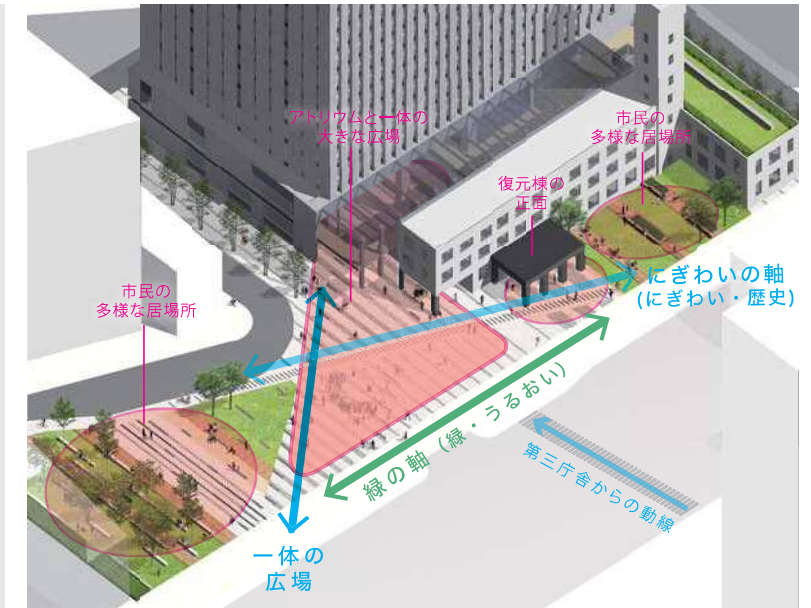 アトリウムと一体の
大きな広場
市民の
多様な居場所
復元棟の
正面
にぎわいの軸
(にぎわい・歴史)
市民の
多様な居場所
緑の軸（緑・うるおい）
第三庁舎からの動線
一体の
広場